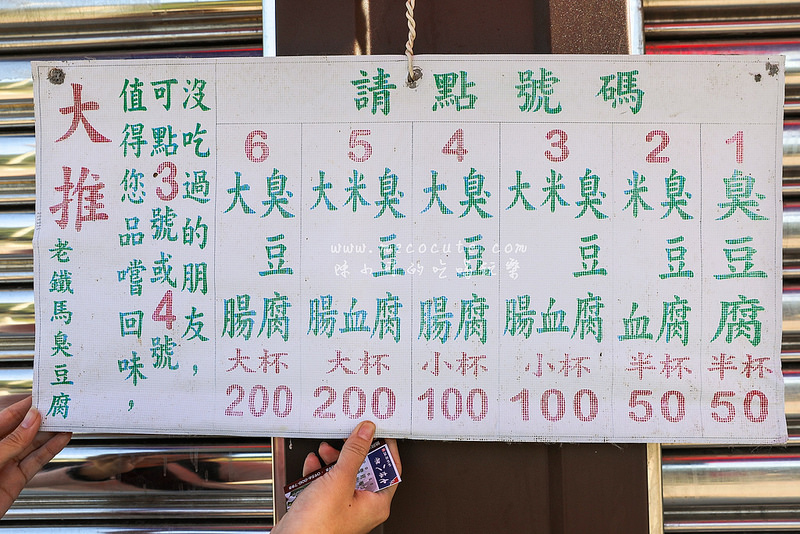 請點號碼
1
臭豆腐
半杯
50
2
臭豆腐
米血
半杯
50
3
臭豆腐
米血
大腸
小杯
100
4
臭豆腐
大腸
小杯
100
5
臭豆腐
米血
大腸
大杯
200
6
臭豆腐
大腸
大杯
200
沒吃過的朋友，
可點3號或4號
值得您品嚐回味，
大推
老鐵馬臭豆腐